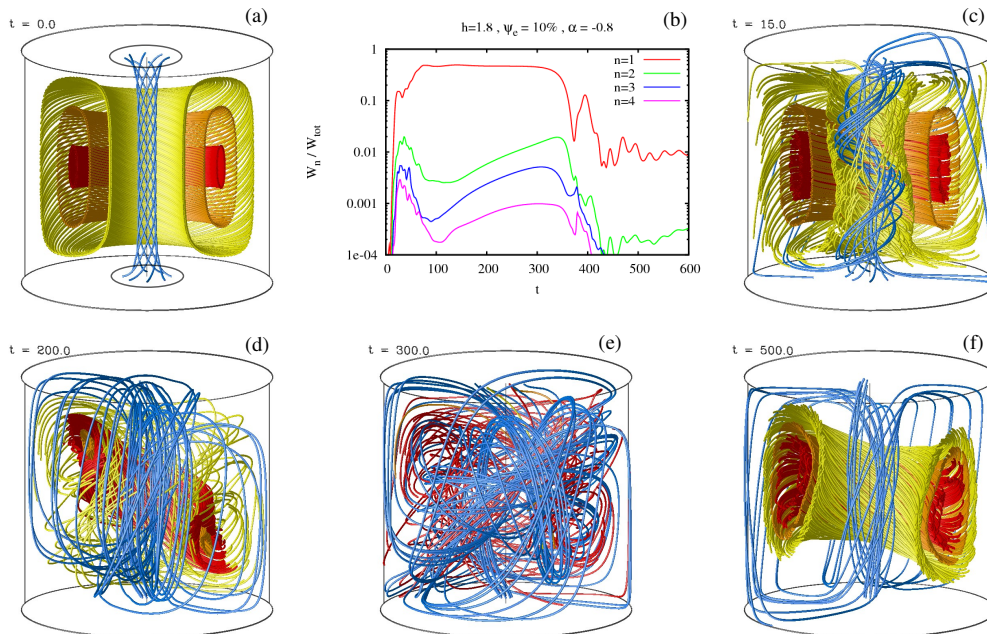 (a)
t = 0.0
h=1.8 , ψe = 10% , α = -0.8
(b)
1
0.1
0.01
0.001
1e-04
Wn / Wtot
n=1
n=2
n=3
n=4
0
100
200
300
400
500
600
t
(c)
t = 15.0
(d)
t = 200.0
(e)
t = 300.0
(f)
t = 500.0